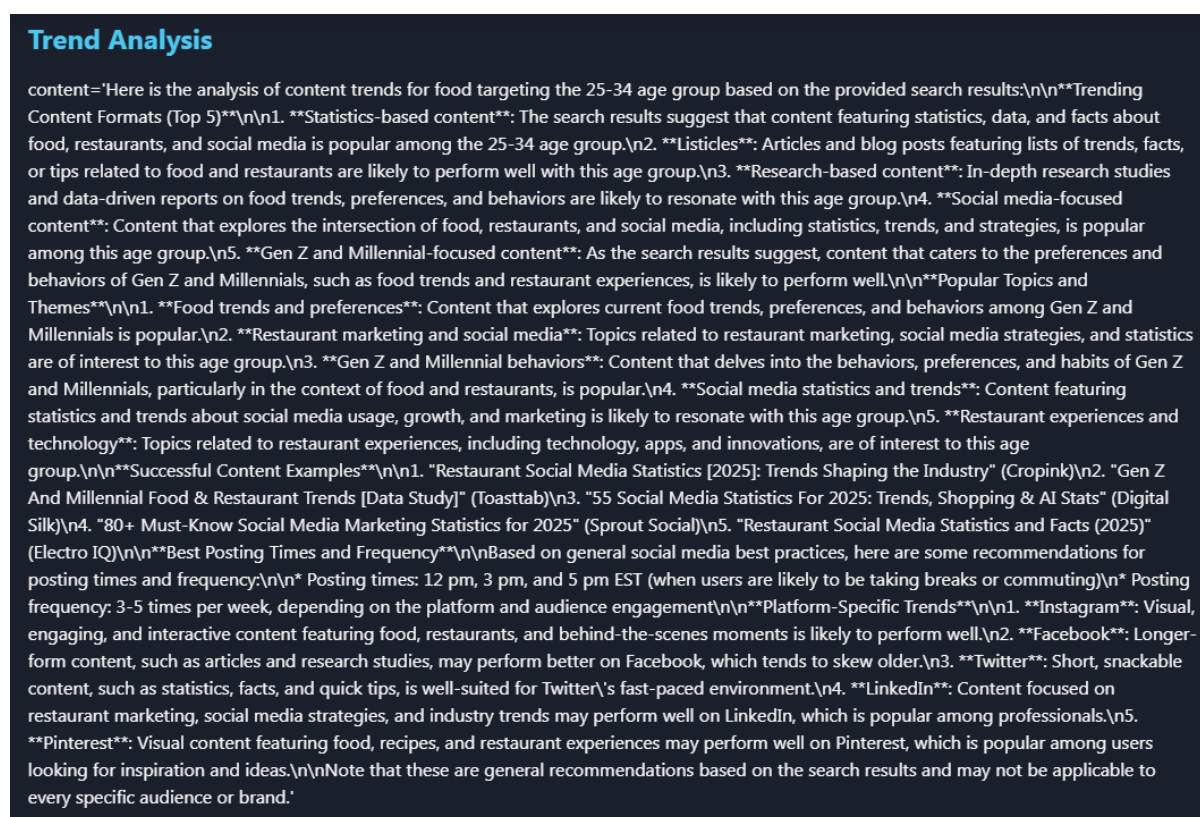 Trend Analysis
content='Here is the analysis of content trends for food targeting the 25-34 age group based on the provided search results:\n\n**Trending
Content Formats (Top 5)**\n\n1. **Statistics-based content**: The search results suggest that content featuring statistics, data, and facts about
food, restaurants, and social media is popular among the 25-34 age group.\n2. **Listicles**: Articles and blog posts featuring lists of trends, facts,
or tips related to food and restaurants are likely to perform well with this age group.\n3. **Research-based content**: In-depth research studies
and data-driven reports on food trends, preferences, and behaviors are likely to resonate with this age group.\n4. **Social media-focused
content**: Content that explores the intersection of food, restaurants, and social media, including statistics, trends, and strategies, is popular
among this age group.\n5. **Gen Z and Millennial-focused content**: As the search results suggest, content that caters to the preferences and
behaviors of Gen Z and Millennials, such as food trends and restaurant experiences, is likely to perform well.\n\n**Popular Topics and
Themes**\n\n1. **Food trends and preferences**: Content that explores current food trends, preferences, and behaviors among Gen Z and
Millennials is popular.\n2. **Restaurant marketing and social media**: Topics related to restaurant marketing, social media strategies, and statistics
are of interest to this age group.\n3. **Gen Z and Millennial behaviors**: Content that delves into the behaviors, preferences, and habits of Gen Z
and Millennials, particularly in the context of food and restaurants, is popular.\n4. **Social media statistics and trends**: Content featuring
statistics and trends about social media usage, growth, and marketing is likely to resonate with this age group.\n5. **Restaurant experiences and
technology**: Topics related to restaurant experiences, including technology, apps, and innovations, are of interest to this age
group.\n\n**Successful Content Examples**\n\n1. "Restaurant Social Media Statistics [2025]: Trends Shaping the Industry" (Cropink)\n2. "Gen Z
And Millennial Food & Restaurant Trends [Data Study]" (Toasttab)\n3. "55 Social Media Statistics For 2025: Trends, Shopping & AI Stats" (Digital
Silk)\n4. "80+ Must-Know Social Media Marketing Statistics for 2025" (Sprout Social)\n5. "Restaurant Social Media Statistics and Facts (2025)"
(Electro IQ)\n\n**Best Posting Times and Frequency**\n\nBased on general social media best practices, here are some recommendations for
posting times and frequency:\n\n* Posting times: 12 pm, 3 pm, and 5 pm EST (when users are likely to be taking breaks or commuting)\n* Posting
frequency: 3-5 times per week, depending on the platform and audience engagement\n\n**Platform-Specific Trends**\n\n1. **Instagram**: Visual,
engaging, and interactive content featuring food, restaurants, and behind-the-scenes moments is likely to perform well.\n2. **Facebook**: Longer-
form content, such as articles and research studies, may perform better on Facebook, which tends to skew older.\n3. **Twitter**: Short, snackable
content, such as statistics, facts, and quick tips, is well-suited for Twitter\'s fast-paced environment.\n4. **LinkedIn**: Content focused on
restaurant marketing, social media strategies, and industry trends may perform well on LinkedIn, which is popular among professionals.\n5.
**Pinterest**: Visual content featuring food, recipes, and restaurant experiences may perform well on Pinterest, which is popular among users
looking for inspiration and ideas.\n\nNote that these are general recommendations based on the search results and may not be applicable to
every specific audience or brand.'